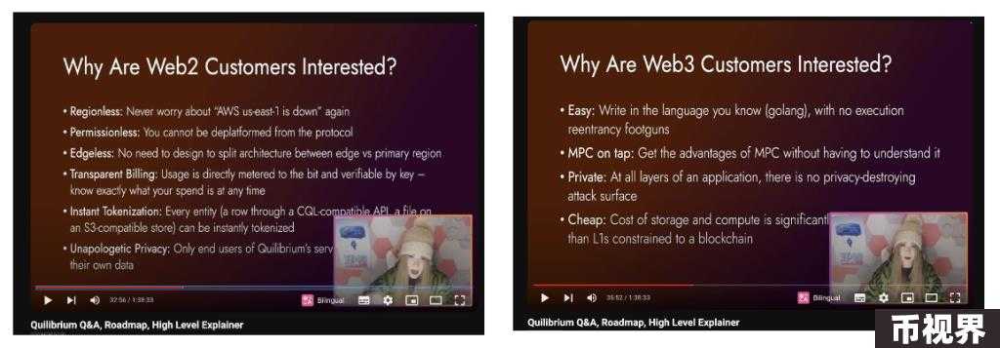 Why Are Web2 Customers Interested?
• Regionless: Never worry about "AWS us-east-1 is down" again
• Permissionless: You cannot be deplatformed from the protocol
• Edgeless: No need to design to split architecture between edge vs primary region
• Transparent Billing: Usage is directly metered to the bit and verifiable by key –
know exactly what your spend is at any time
• Instant Tokenization: Every entity (a row through a CQL-compatible API, a file on
an S3-compatible store) can be instantly tokenized
• Unapologetic Privacy: Only end users of Quilibrium's serv
their own data
32:56 / 1:38:33
Bilingual
Quilibrium Q&A, Roadmap, High Level Explainer
Why Are Web3 Customers Interested?
• Easy: Write in the language you know (golang), with no execution
reentrancy footguns
• MPC on tap: Get the advantages of MPC without having to understand it
• Private: At all layers of an application, there is no privacy-destroying
attack surface
• Cheap: Cost of storage and compute is significant
than L1s constrained to a blockchain
35:52 / 1:38:33
Bilingual
Quilibrium Q&A, Roadmap, High Level Explainer
币视界